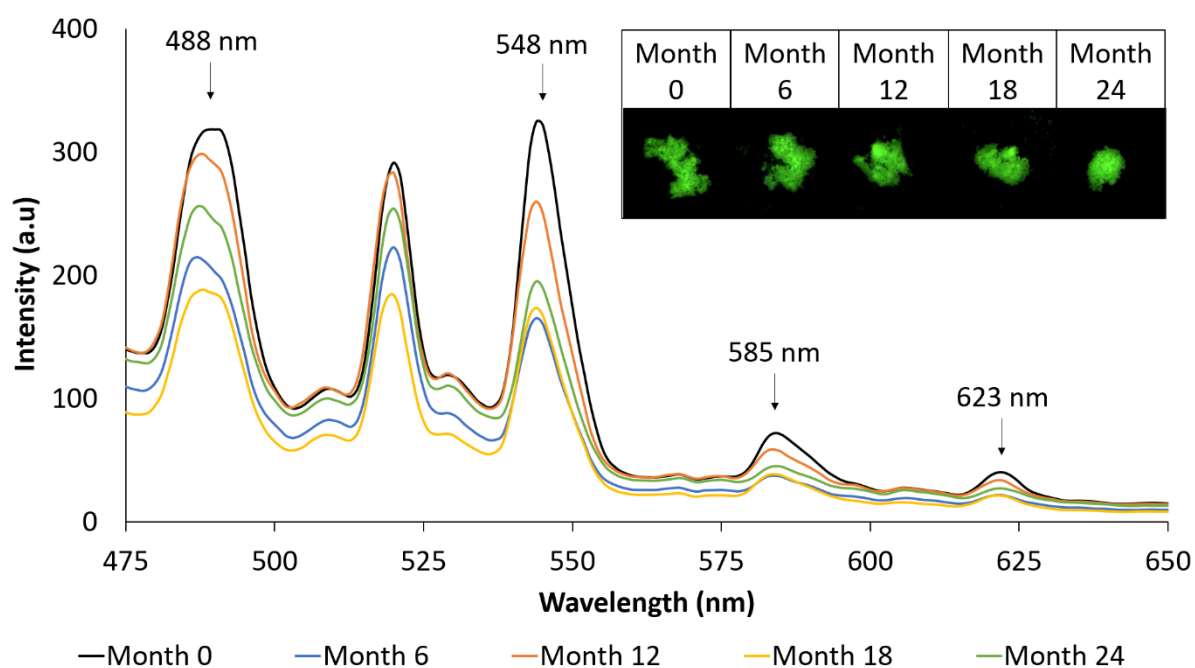 400
300
200
100
0
Intensity (a.u)
488 nm
548 nm
585 nm
623 nm
Month 0
Month 6
Month 12
Month 18
Month 24
475
500
525
550
575
600
625
650
Wavelength (nm)
Month 0
Month 6
Month 12
Month 18
Month 24